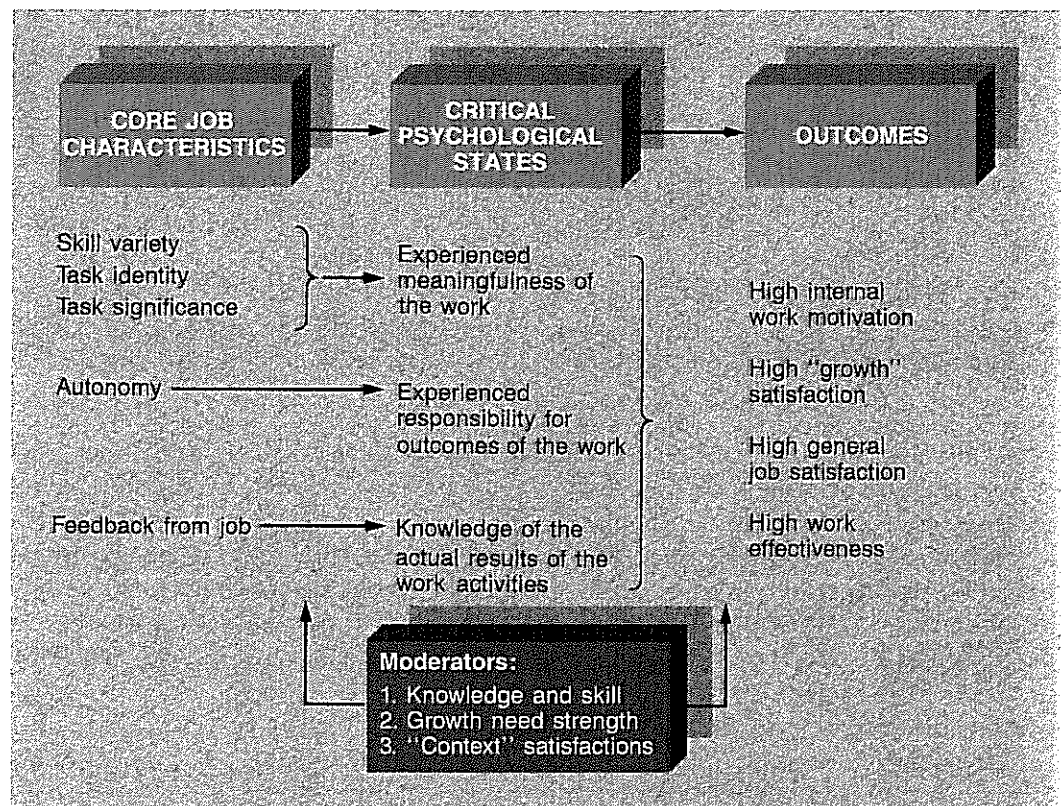 CORE JOB
CHARACTERISTICS
CRITICAL
PSYCHOLOGICAL
STATES
OUTCOMES
Skill variety
Task identity
Task significance
Experienced
meaningfulness of
the work
Autonomy
Experienced
responsibility for
outcomes of the work
Feedback from job
Knowledge of the
actual results of the
work activities
High internal
work motivation
High "growth"
satisfaction
High general
job satisfaction
High work
effectiveness
Moderators:
1. Knowledge and skill
2. Growth need strength
3. "Context" satisfactions